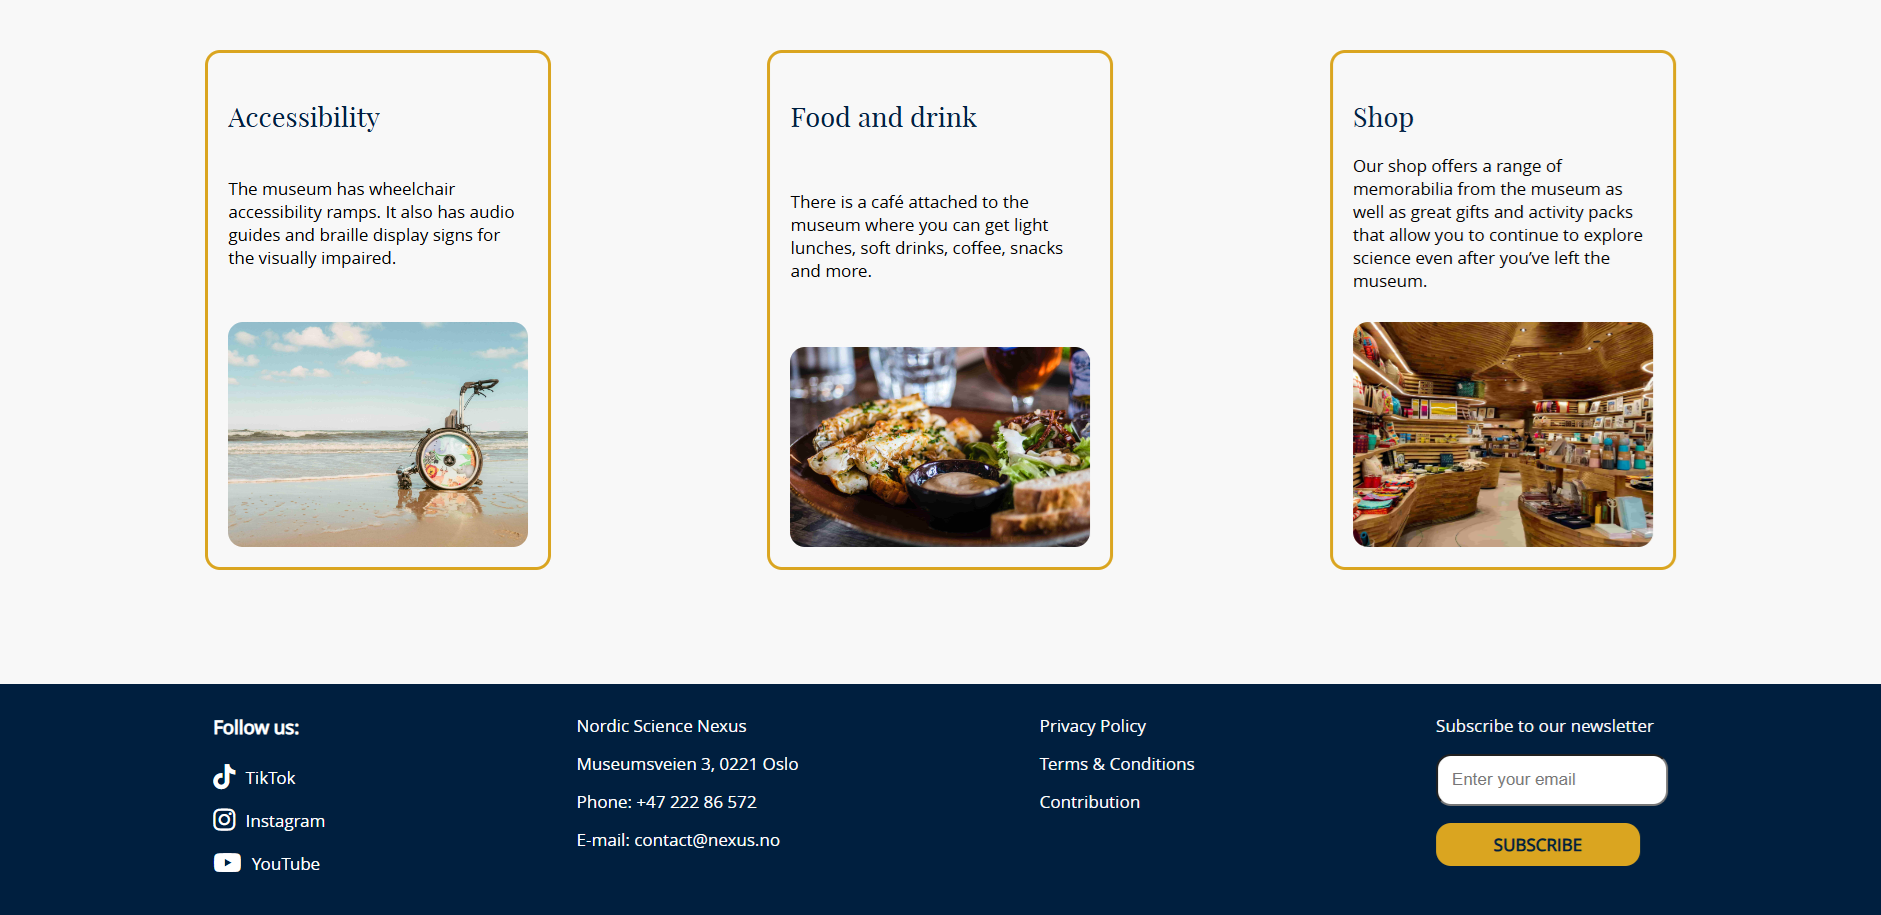 Accessibility
The museum has wheelchair
accessibility ramps. It also has audio
guides and braille display signs for
the visually impaired.
Food and drink
There is a café attached to the
museum where you can get light
lunches, soft drinks, coffee, snacks
and more.
Shop
Our shop offers a range of
memorabilia from the museum as
well as great gifts and activity packs
that allow you to continue to explore
science even after you’ve left the
museum.
Follow us:
TikTok
Instagram
YouTube
Nordic Science Nexus
Museumsveien 3, 0221 Oslo
Phone: +47 222 86 572
E-mail: contact@nexus.no
Privacy Policy
Terms & Conditions
Contribution
Subscribe to our newsletter
Enter your email
SUBSCRIBE